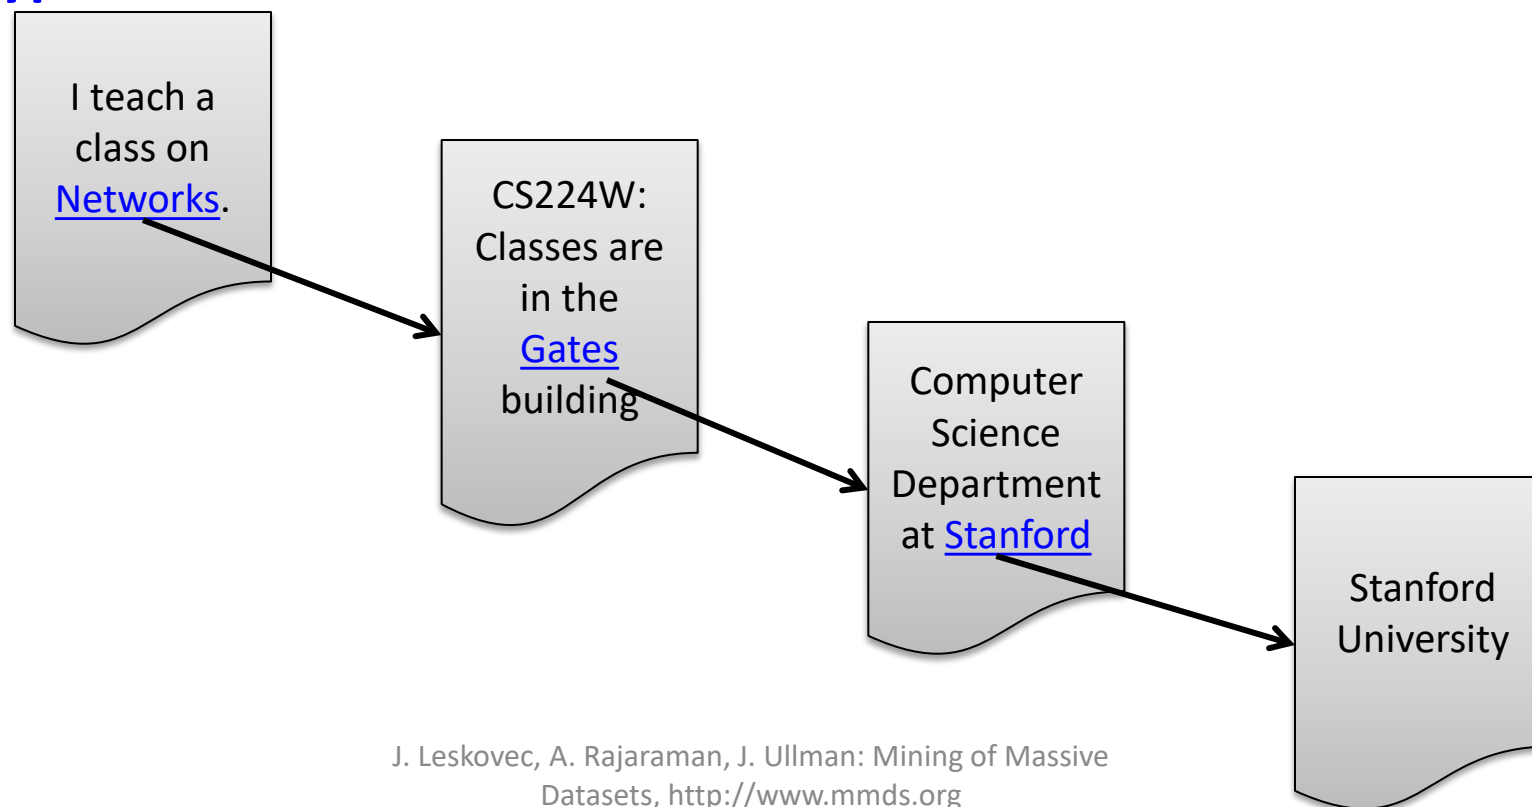 I teach a
class on
Networks.
CS224W:
Classes are
in the
Gates
building
Computer
Science
Department
at Stanford
Stanford
University
J. Leskovec, A. Rajaraman, J. Ullman: Mining of Massive
Datasets, http://www.mmds.org